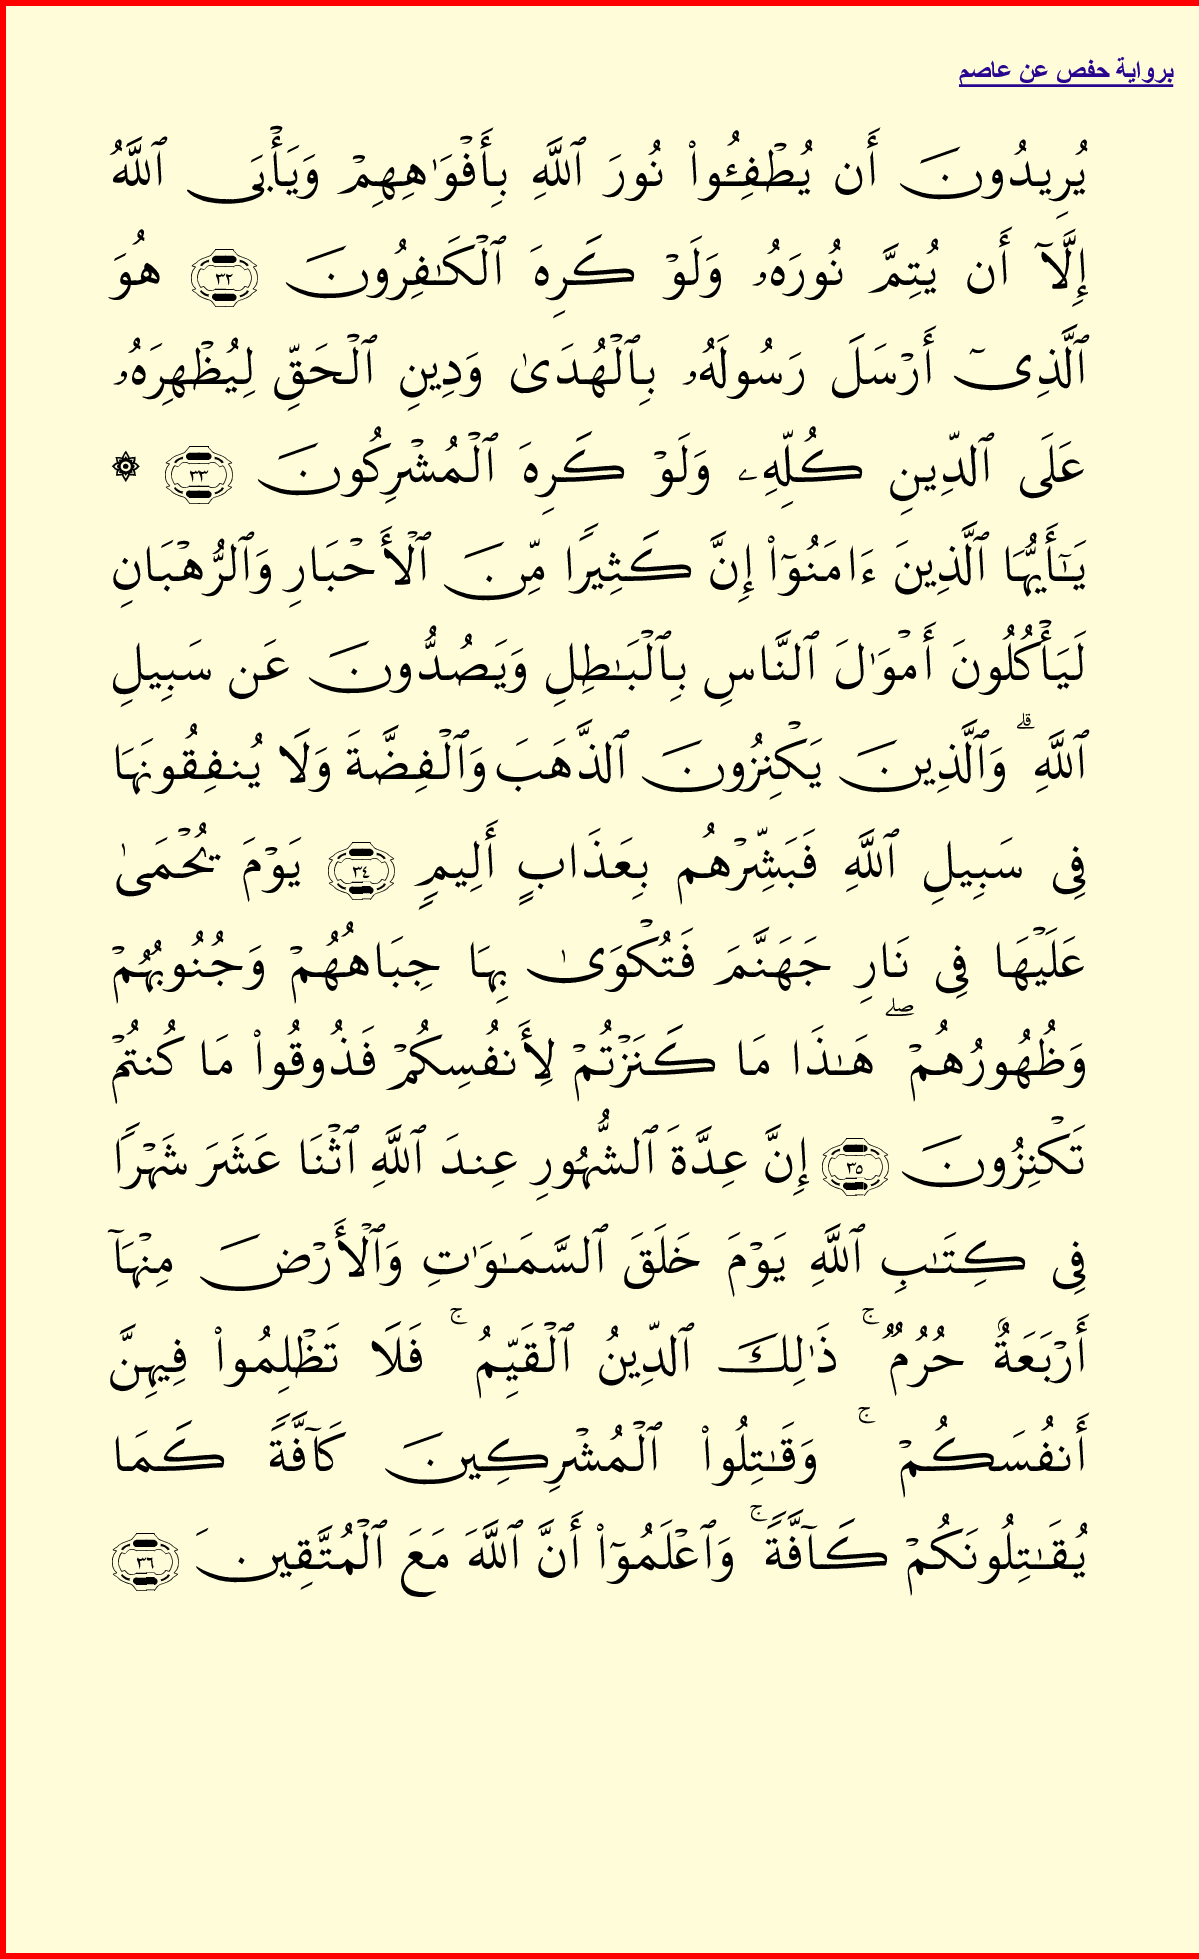 برواية حفص عن عاصم
يُرِيدُونَ أَن يُطۡفِـُٔواْ نُورَ ٱللَّهِ بِأَفۡوَٰهِهِمۡ وَيَأۡبَى ٱللَّهُ
إِلَّآ أَن يُتِمَّ نُورَهُۥ وَلَوۡ كَرِهَ ٱلۡكَٰفِرُونَ ٣٢ هُوَ
ٱلَّذِيٓ أَرۡسَلَ رَسُولَهُۥ بِٱلۡهُدَىٰ وَدِينِ ٱلۡحَقِّ لِيُظۡهِرَهُۥ
عَلَى ٱلدِّينِ كُلِّهِۦ وَلَوۡ كَرِهَ ٱلۡمُشۡرِكُونَ ٣٣ ۞
يَٰٓأَيُّهَا ٱلَّذِينَ ءَامَنُوٓاْ إِنَّ كَثِيرٗا مِّنَ ٱلۡأَحۡبَارِ وَٱلرُّهۡبَانِ
لَيَأۡكُلُونَ أَمۡوَٰلَ ٱلنَّاسِ بِٱلۡبَٰطِلِ وَيَصُدُّونَ عَن سَبِيلِ
ٱللَّهِۗ وَٱلَّذِينَ يَكۡنِزُونَ ٱلذَّهَبَ وَٱلۡفِضَّةَ وَلَا يُنفِقُونَهَا
فِي سَبِيلِ ٱللَّهِ فَبَشِّرۡهُم بِعَذَابٍ أَلِيمٖ ٣٤ يَوۡمَ يُحۡمَىٰ
عَلَيۡهَا فِي نَارِ جَهَنَّمَ فَتُكۡوَىٰ بِهَا جِبَاهُهُمۡ وَجُنُوبُهُمۡ
وَظُهُورُهُمۡۖ هَٰذَا مَا كَنَزۡتُمۡ لِأَنفُسِكُمۡ فَذُوقُواْ مَا كُنتُمۡ
تَكۡنِزُونَ ٣٥ إِنَّ عِدَّةَ ٱلشُّهُورِ عِندَ ٱللَّهِ ٱثۡنَا عَشَرَ شَهۡرٗا
فِي كِتَٰبِ ٱللَّهِ يَوۡمَ خَلَقَ ٱلسَّمَٰوَٰتِ وَٱلۡأَرۡضَ مِنۡهَآ
أَرۡبَعَةٌ حُرُمٞۚ ذَٰلِكَ ٱلدِّينُ ٱلۡقَيِّمُۚ فَلَا تَظۡلِمُواْ فِيهِنَّ
أَنفُسَكُمۡۚ وَقَٰتِلُواْ ٱلۡمُشۡرِكِينَ كَآفَّةٗ كَمَا
يُقَٰتِلُونَكُمۡ كَآفَّةٗۚ وَٱعۡلَمُوٓاْ أَنَّ ٱللَّهَ مَعَ ٱلۡمُتَّقِينَ ٣٦